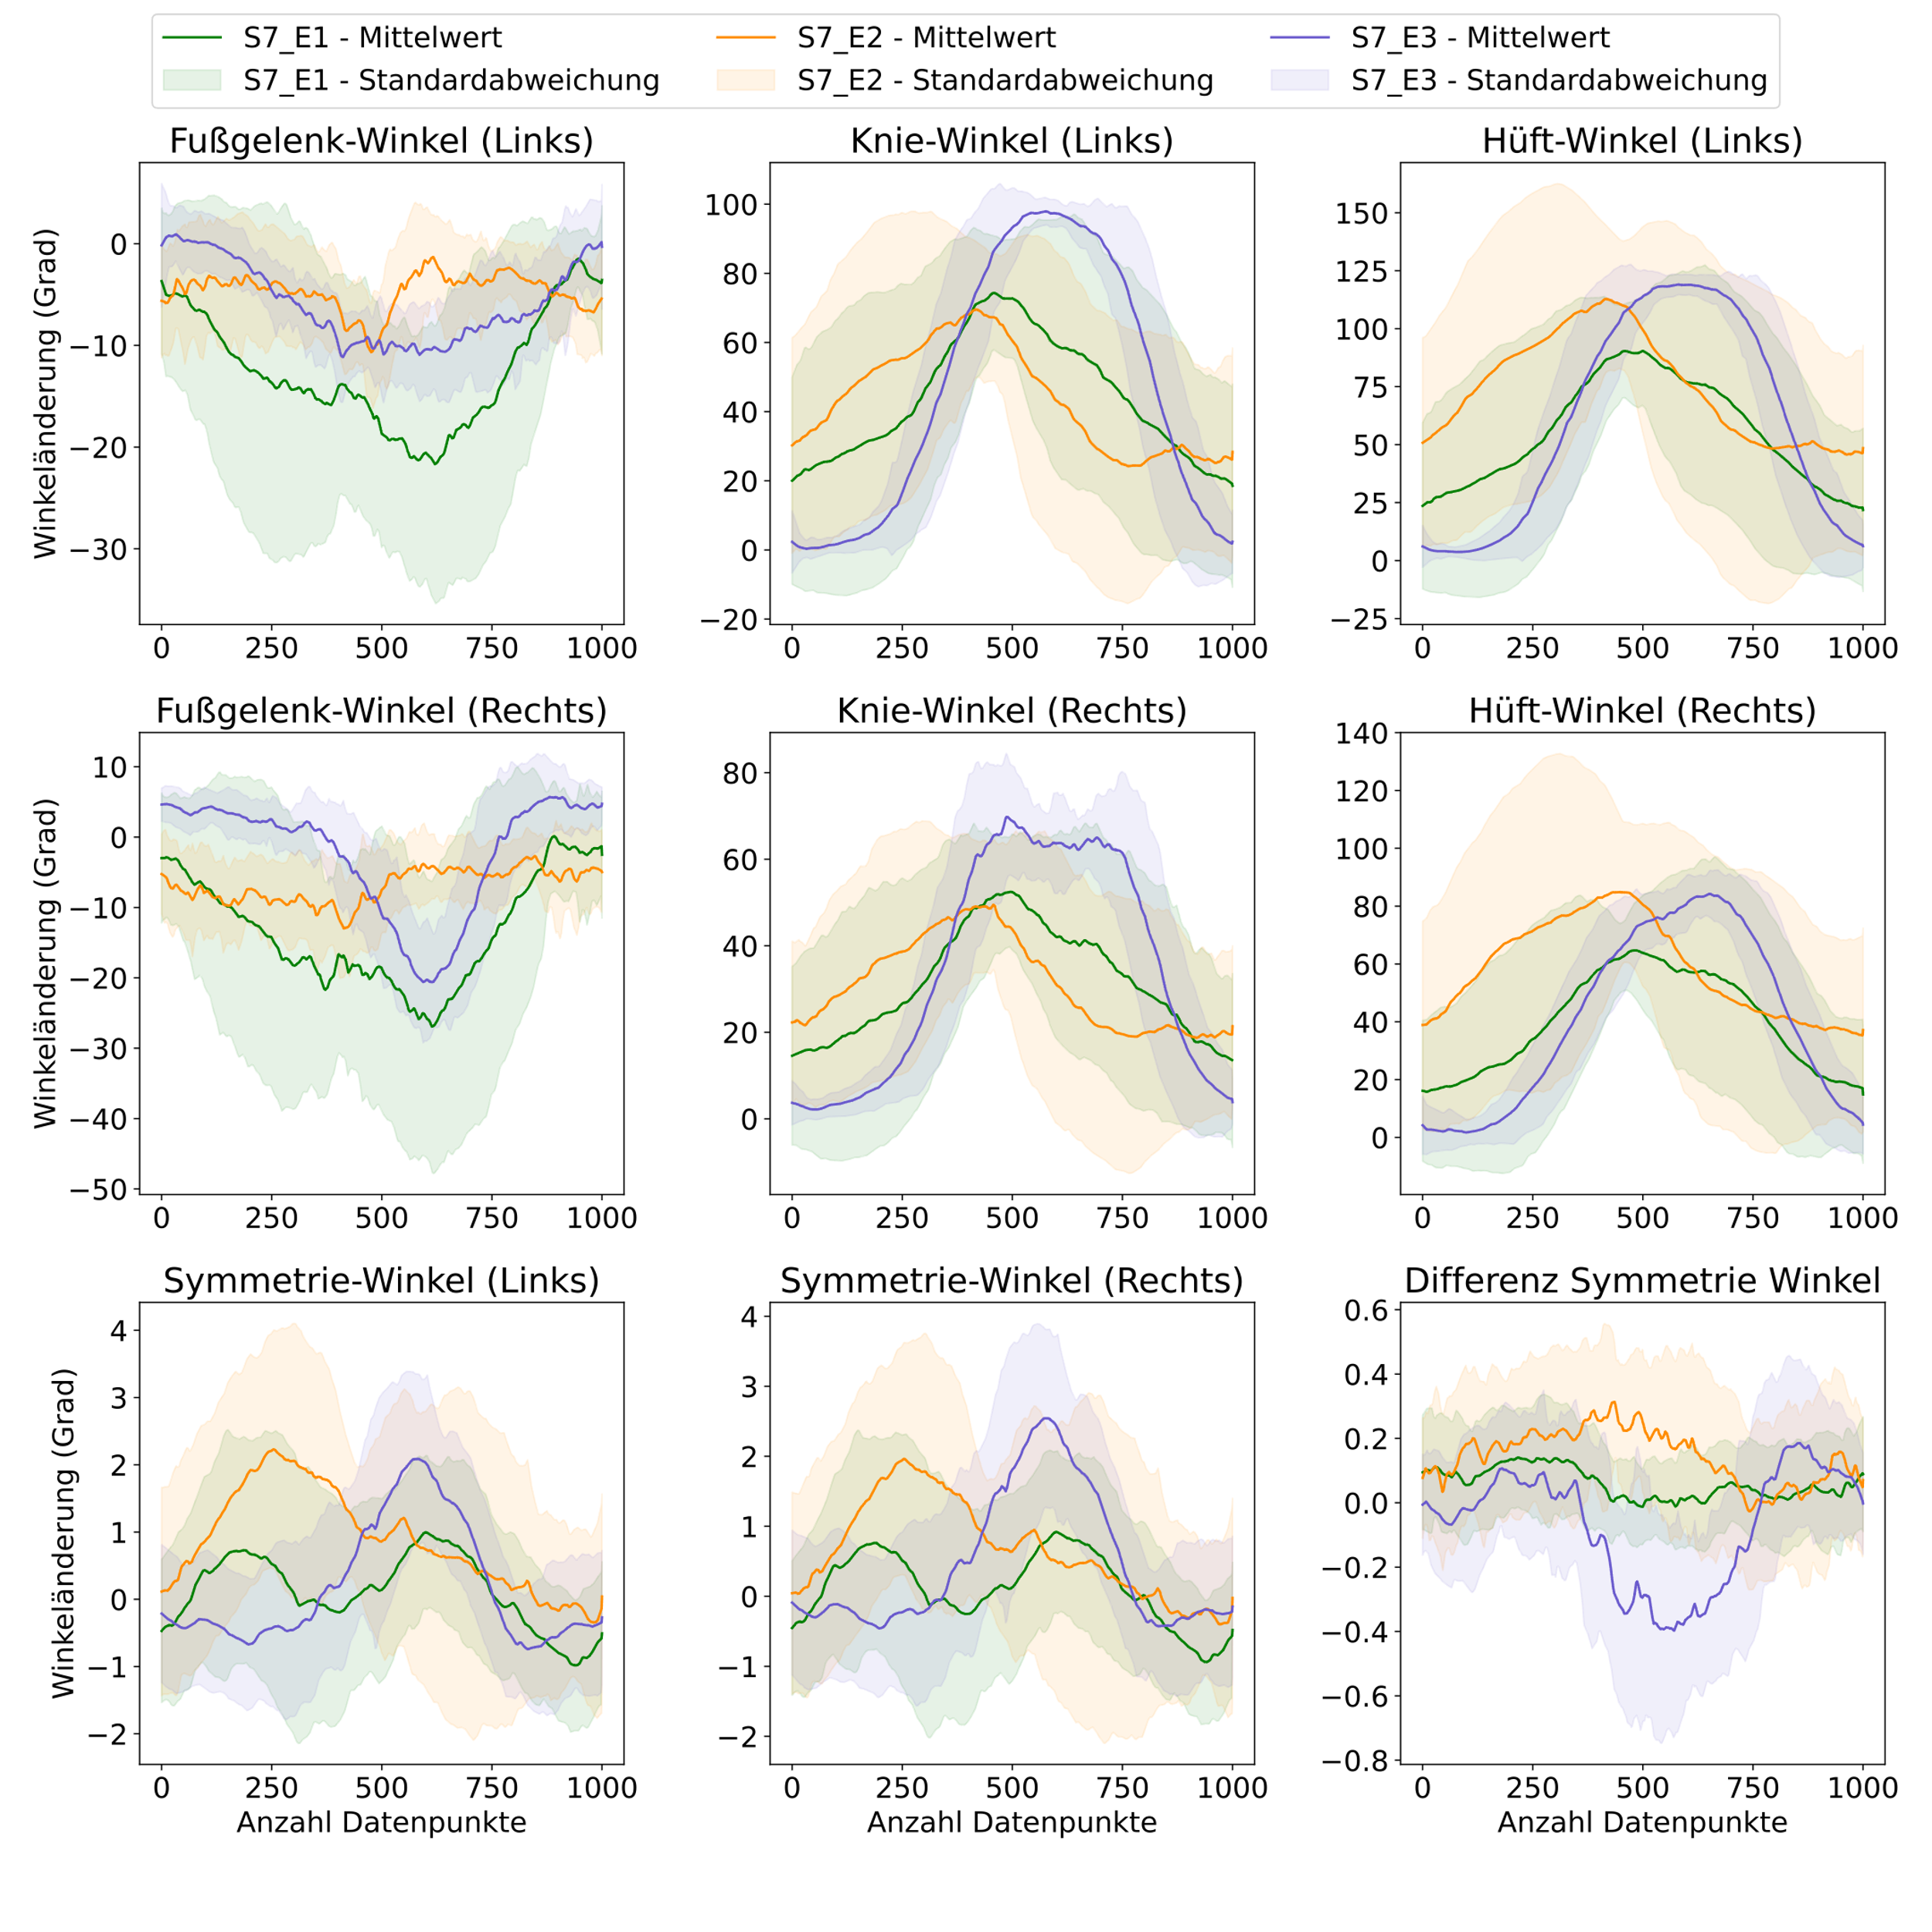 S7_E1 - Mittelwert
S7_E2 - Mittelwert
S7_E3 - Mittelwert
S7_E1 - Standardabweichung
S7_E2 - Standardabweichung
S7_E3 - Standardabweichung
Fußgelenk-Winkel (Links)
Winkeländerung (Grad)
0
−10
−20
−30
0 250 500 750 1000
Knie-Winkel (Links)
100
80
60
40
20
0
−20
0 250 500 750 1000
Hüft-Winkel (Links)
150
125
100
75
50
25
0
−25
0 250 500 750 1000
Fußgelenk-Winkel (Rechts)
Winkeländerung (Grad)
10
0
−10
−20
−30
−40
−50
0 250 500 750 1000
Knie-Winkel (Rechts)
80
60
40
20
0
0 250 500 750 1000
Hüft-Winkel (Rechts)
140
120
100
80
60
40
20
0
0 250 500 750 1000
Symmetrie-Winkel (Links)
Winkeländerung (Grad)
4
3
2
1
0
−1
−2
0 250 500 750 1000
Anzahl Datenpunkte
Symmetrie-Winkel (Rechts)
4
3
2
1
0
−1
−2
0 250 500 750 1000
Anzahl Datenpunkte
Differenz Symmetrie Winkel
0.6
0.4
0.2
0.0
−0.2
−0.4
−0.6
−0.8
0 250 500 750 1000
Anzahl Datenpunkte